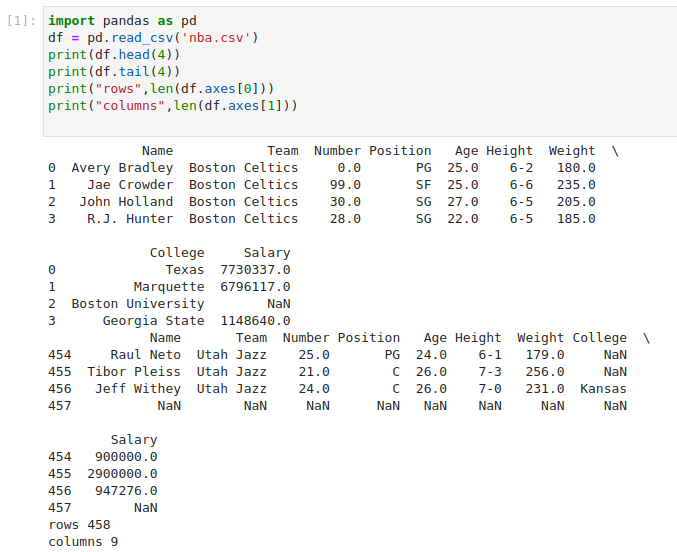 [1]: import pandas as pd
df = pd.read_csv('nba.csv')
print(df.head(4))
print(df.tail(4))
print("rows",len(df.axes[0]))
print("columns",len(df.axes[1]))
            Name            Team  Number Position   Age Height  Weight  \
0  Avery Bradley  Boston Celtics     0.0       PG  25.0    6-2   180.0
1    Jae Crowder  Boston Celtics    99.0       SF  25.0    6-6   235.0
2   John Holland  Boston Celtics    30.0       SG  27.0    6-5   205.0
3    R.J. Hunter  Boston Celtics    28.0       SG  22.0    6-5   185.0
             College     Salary
0              Texas  7730337.0
1          Marquette  6796117.0
2  Boston University        NaN
3      Georgia State  1148640.0
             Name       Team  Number Position   Age Height  Weight College  \
454     Raul Neto  Utah Jazz    25.0       PG  24.0    6-1   179.0     NaN
455  Tibor Pleiss  Utah Jazz    21.0        C  26.0    7-3   256.0     NaN
456   Jeff Withey  Utah Jazz    24.0        C  26.0    7-0   231.0  Kansas
457           NaN        NaN     NaN      NaN   NaN    NaN     NaN     NaN
        Salary
454   900000.0
455  2900000.0
456   947276.0
457        NaN
rows 458
columns 9